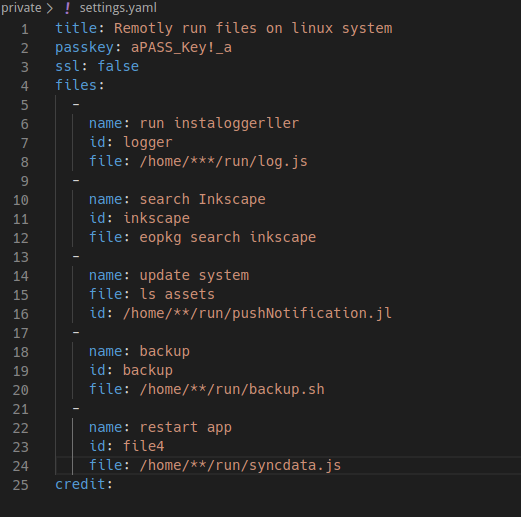 private > ! settings.yaml
1 title: Remotly run files on linux system
2 passkey: aPASS_Key!_a
3 ssl: false
4 files:
5 -
6 name: run instaloggerller
7 id: logger
8 file: /home/***/run/log.js
9 -
10 name: search Inkscape
11 id: inkscape
12 file: eopkg search inkscape
13 -
14 name: update system
15 file: ls assets
16 id: /home/**/run/pushNotification.jl
17 -
18 name: backup
19 id: backup
20 file: /home/**/run/backup.sh
21 -
22 name: restart app
23 id: file4
24 file: /home/**/run/syncdata.js
25 credit: